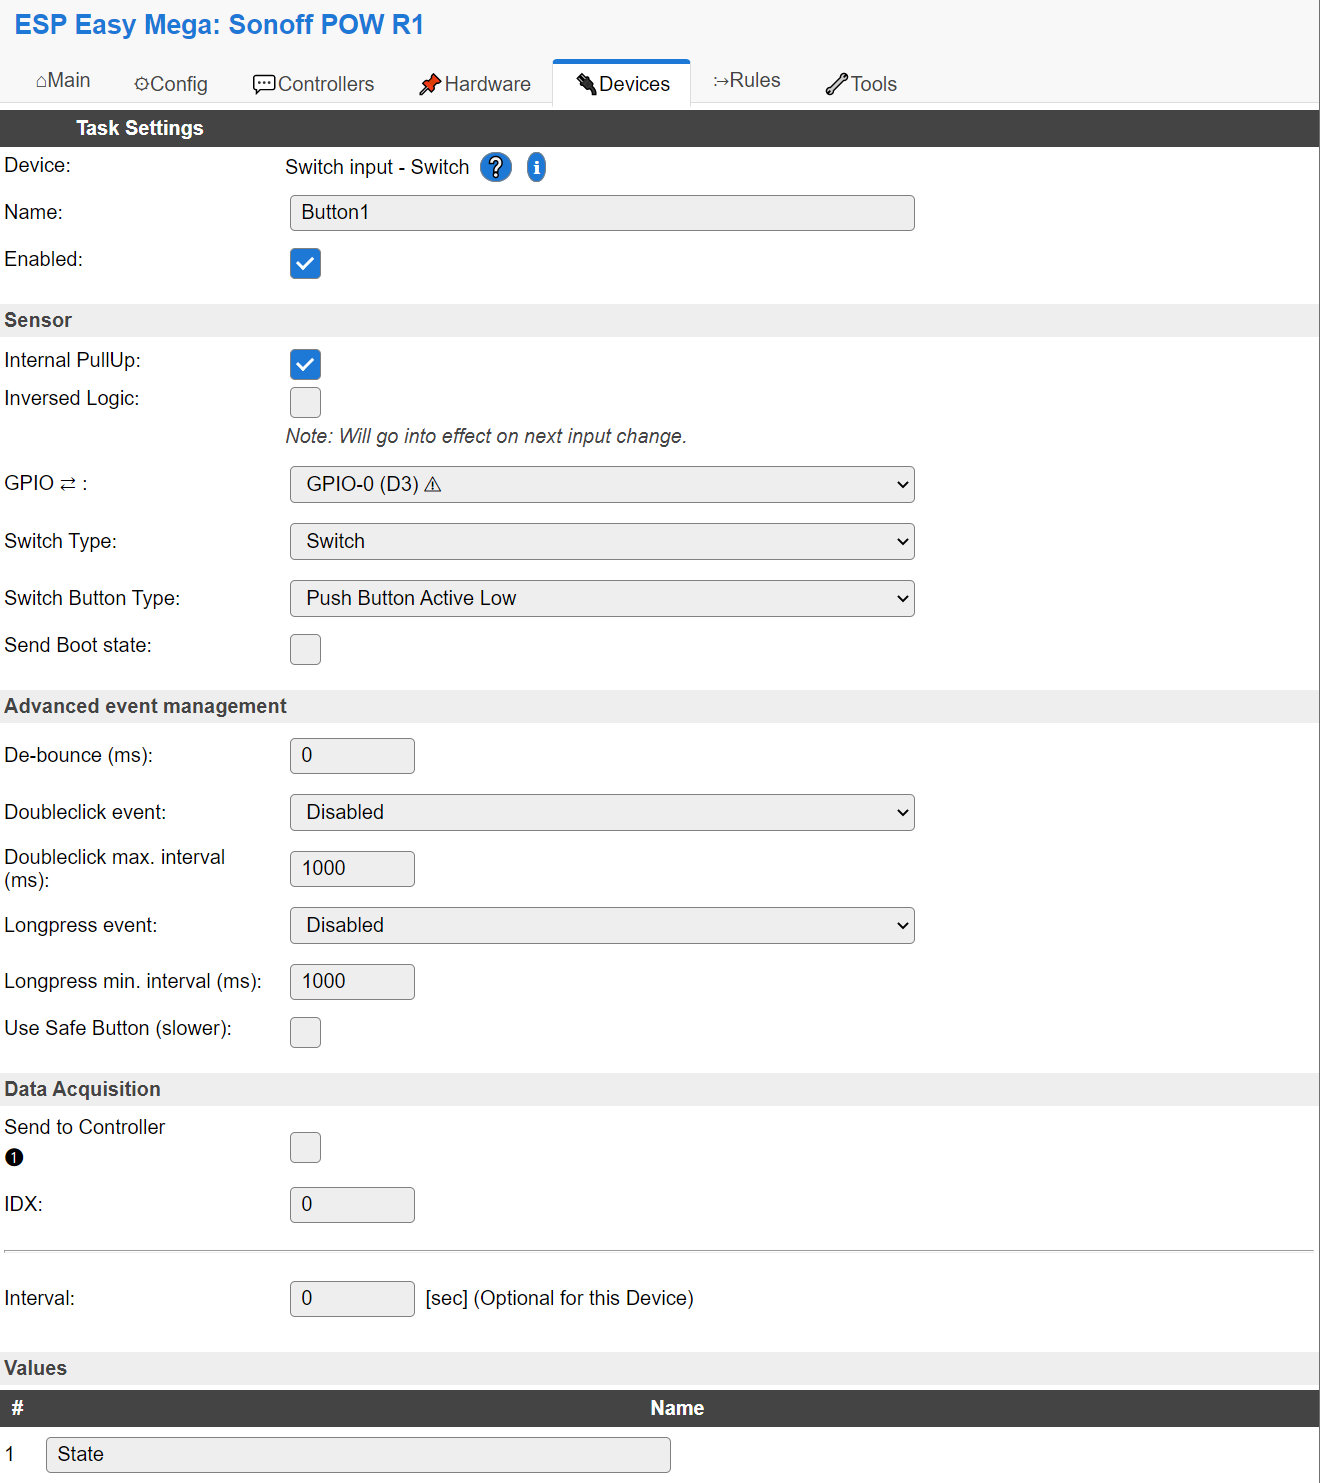 ESP Easy Mega: Sonoff POW R1
⌂Main ⚙Config 💬Controllers 📌Hardware 🔌Devices ⤑Rules 🔧Tools
Task Settings
Device: Switch input - Switch ? i
Name: Button1
Enabled:
Sensor
Internal PullUp:
Inversed Logic:
Note: Will go into effect on next input change.
GPIO ⇄ : GPIO-0 (D3) ⚠
Switch Type: Switch
Switch Button Type: Push Button Active Low
Send Boot state:
Advanced event management
De-bounce (ms): 0
Doubleclick event: Disabled
Doubleclick max. interval
(ms): 1000
Longpress event: Disabled
Longpress min. interval (ms): 1000
Use Safe Button (slower):
Data Acquisition
Send to Controller
❶
IDX: 0
Interval: 0 [sec] (Optional for this Device)
Values
# Name
1 State